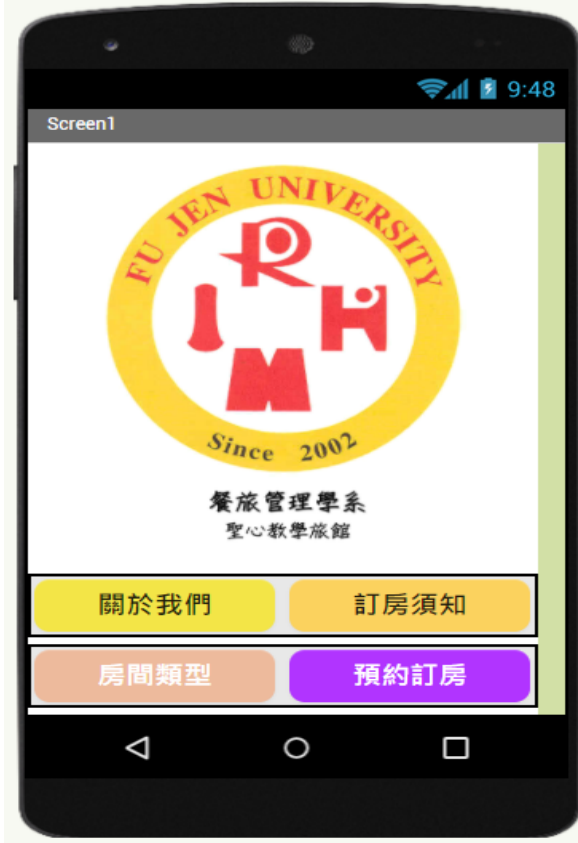 9:48
Screen1
FU JEN UNIVERSITY
R
I H
M
Since 2002
餐旅管理學系
聖心教學旅館
關於我們 訂房須知
房間類型 預約訂房